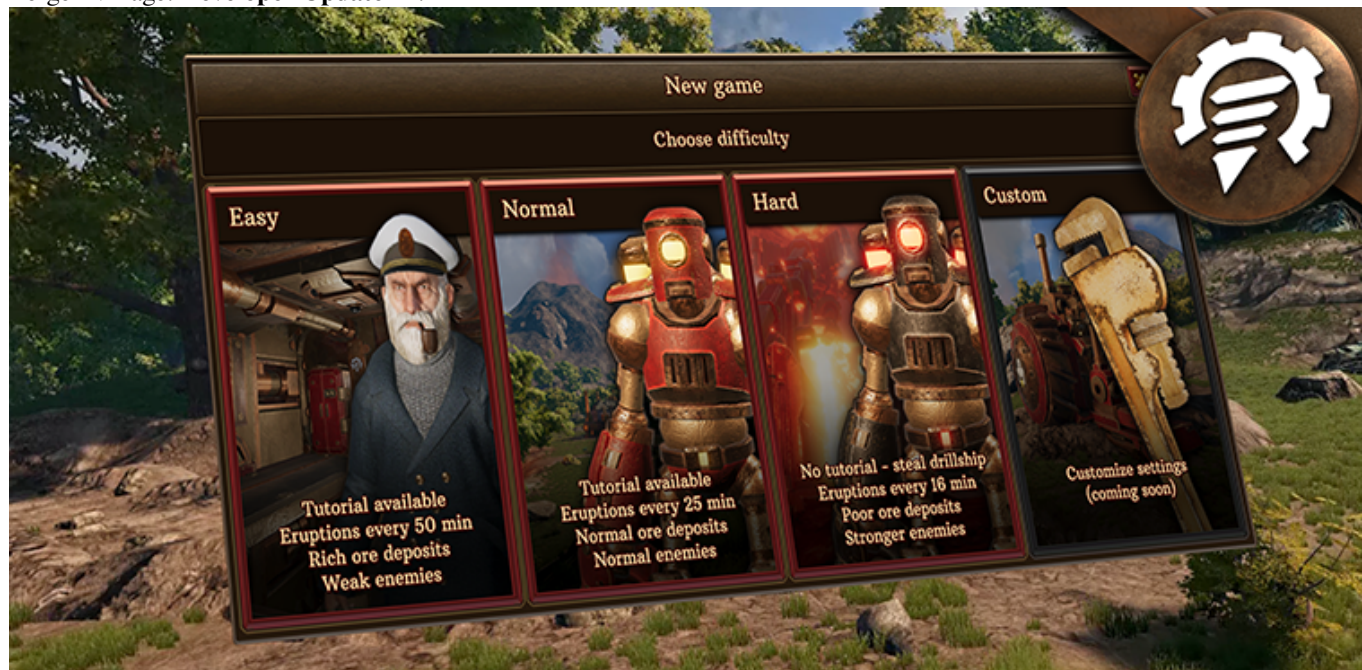 New game
Choose difficulty
Easy
Tutorial available
Eruptions every 50 min
Rich ore deposits
Weak enemies
Normal
Tutorial available
Eruptions every 25 min
Normal ore deposits
Normal enemies
Hard
No tutorial - steal drillship
Eruptions every 16 min
Poor ore deposits
Stronger enemies
Custom
Customize settings
(coming soon)